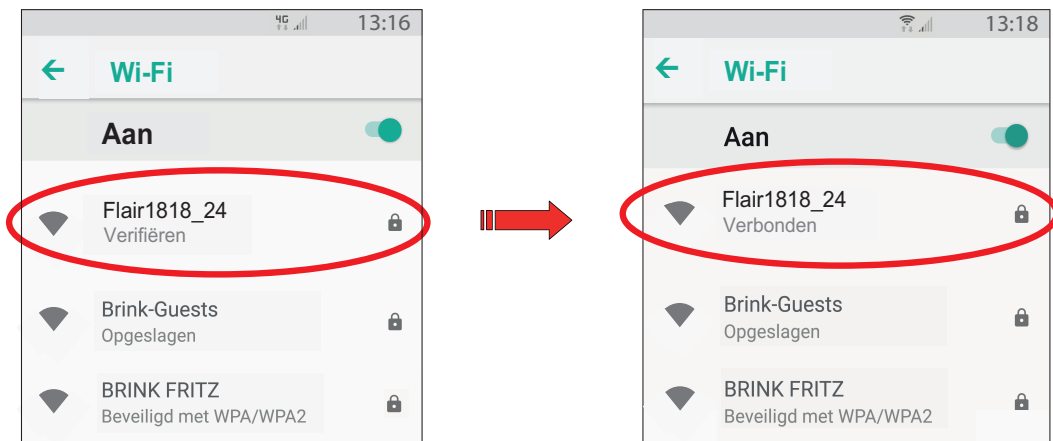 4G 13:16
Wi-Fi
Aan
Flair1818_24
Verifiëren
Brink-Guests
Opgeslagen
BRINK FRITZ
Beveiligd met WPA/WPA2
13:18
Wi-Fi
Aan
Flair1818_24
Verbonden
Brink-Guests
Opgeslagen
BRINK FRITZ
Beveiligd met WPA/WPA2